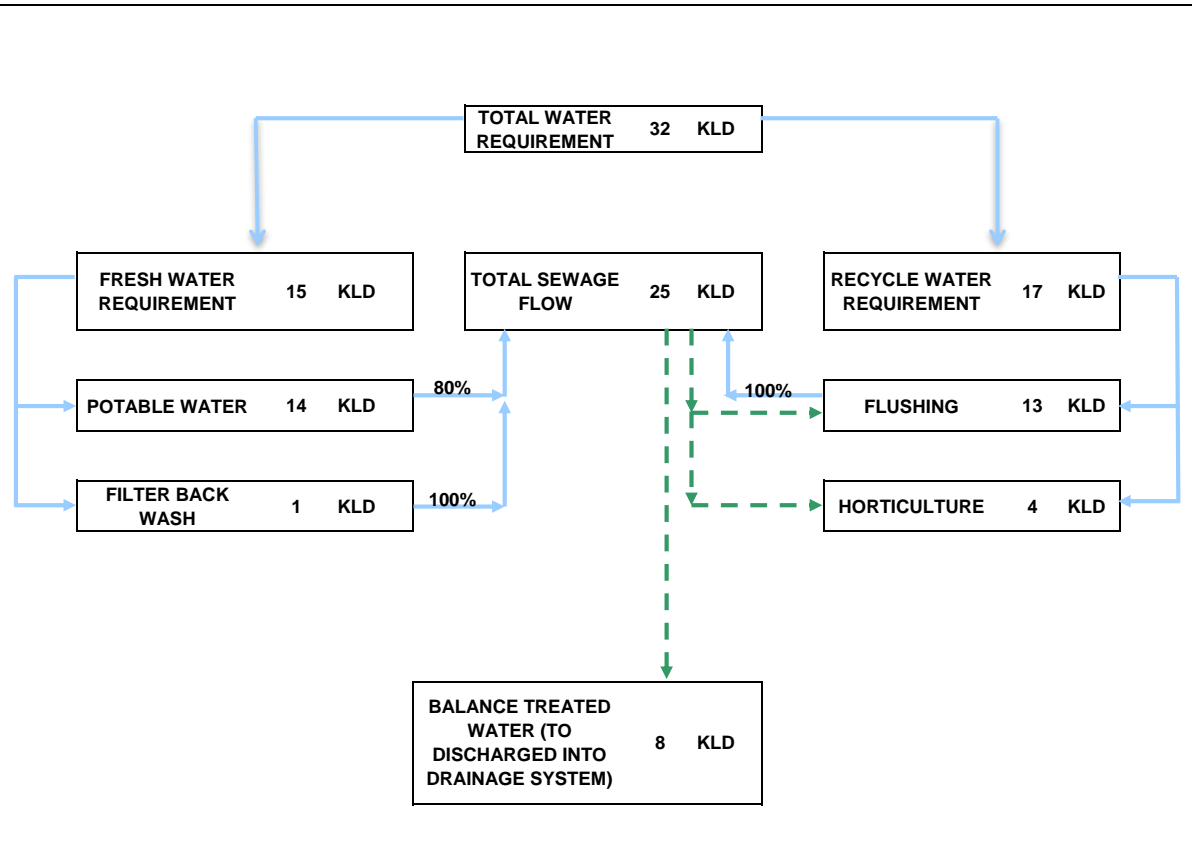 TOTAL WATER
REQUIREMENT 32 KLD
FRESH WATER
REQUIREMENT 15 KLD
TOTAL SEWAGE
FLOW 25 KLD
RECYCLE WATER
REQUIREMENT 17 KLD
POTABLE WATER 14 KLD
80%
100%
FLUSHING 13 KLD
FILTER BACK
WASH 1 KLD
100%
HORTICULTURE 4 KLD
BALANCE TREATED
WATER (TO
DISCHARGED INTO
DRAINAGE SYSTEM)
8 KLD